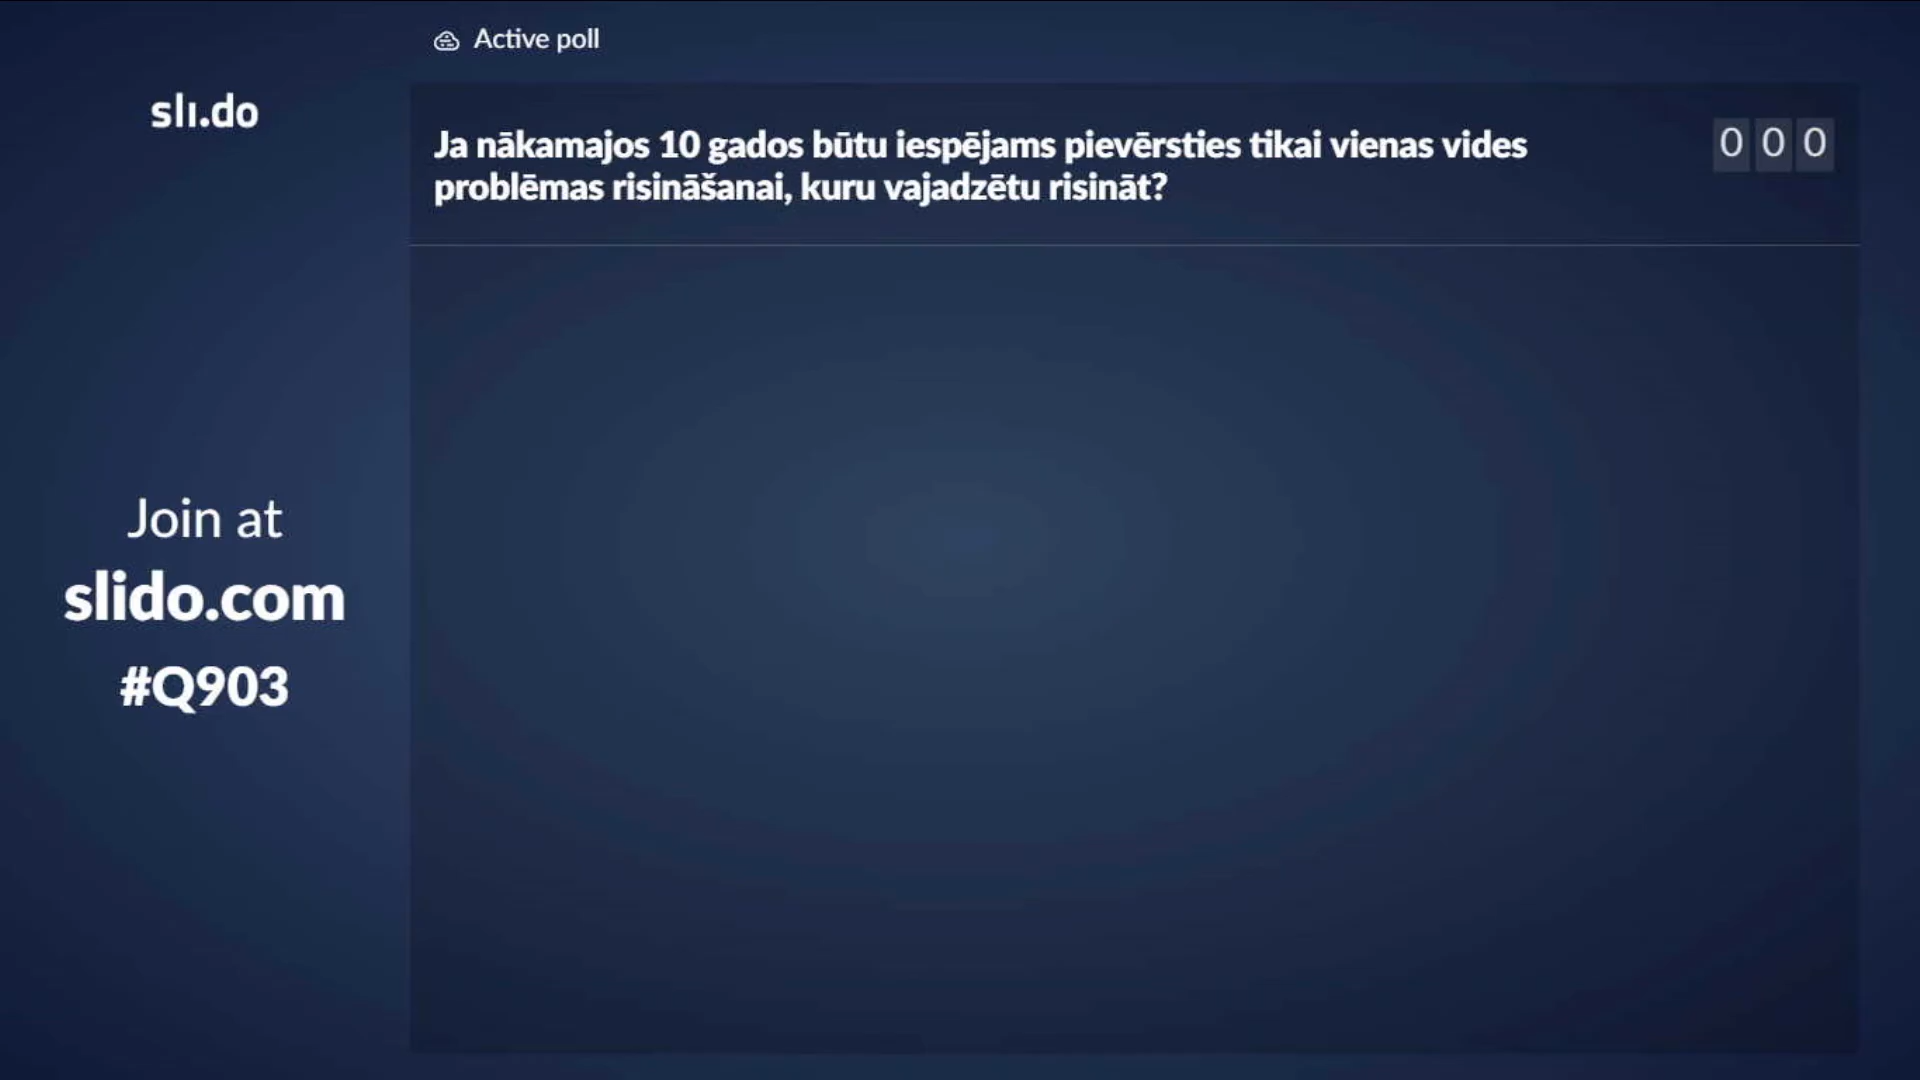 Active poll
slı.do
Ja nākamajos 10 gados būtu iespējams pievērsties tikai vienas vides
problēmas risināšanai, kuru vajadzētu risināt?
0 0 0
Join at
slido.com
#Q903